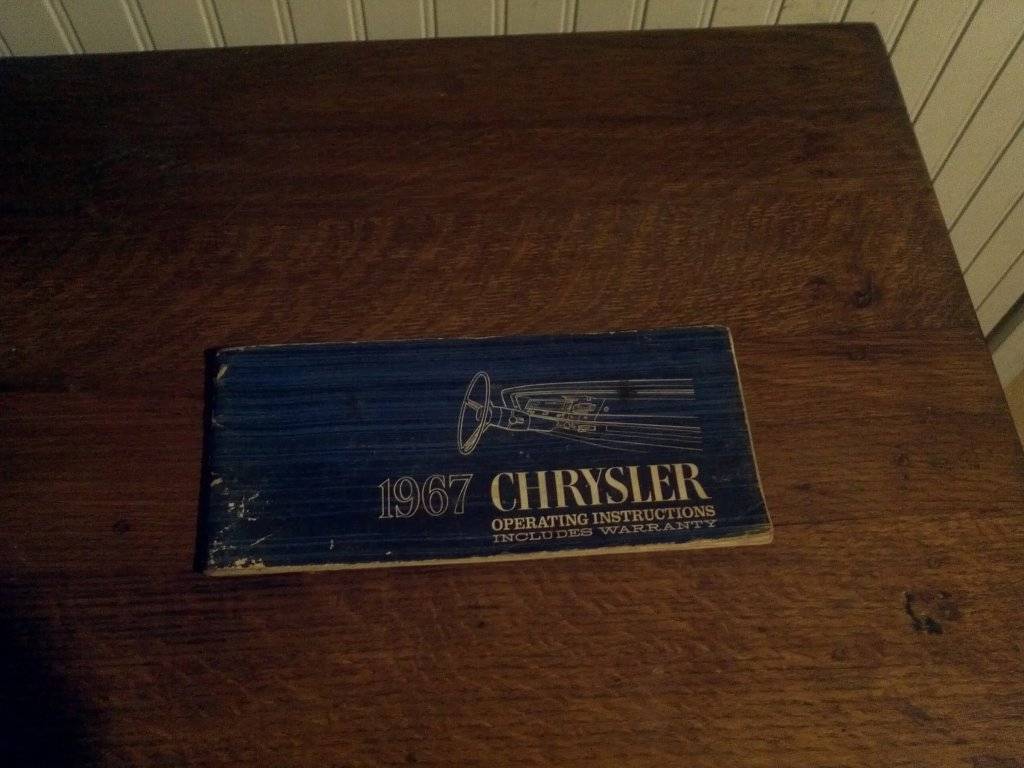 1967 CHRYSLER
OPERATING INSTRUCTIONS
INCLUDES WARRANTY